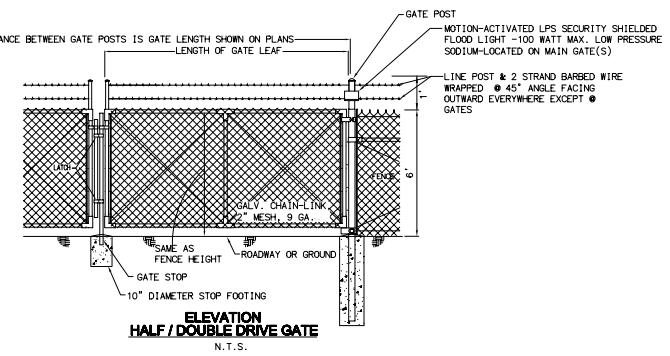 GATE POST
ANCE BETWEEN GATE POSTS IS GATE LENGTH SHOWN ON PLANS
MOTION-ACTIVATED LPS SECURITY SHIELDED
FLOOD LIGHT -100 WATT MAX. LOW PRESSURE
SODIUM-LOCATED ON MAIN GATE(S)
LENGTH OF GATE LEAF
LINE POST & 2 STRAND BARBED WIRE
WRAPPED @ 45° ANGLE FACING
OUTWARD EVERYWHERE EXCEPT @
GATES
1'
LATCH
FENCE
6'
GALV. CHAIN-LINK
2" MESH, 9 GA.
SAME AS
FENCE HEIGHT
ROADWAY OR GROUND
GATE STOP
10" DIAMETER STOP FOOTING
ELEVATION
HALF / DOUBLE DRIVE GATE
N.T.S.